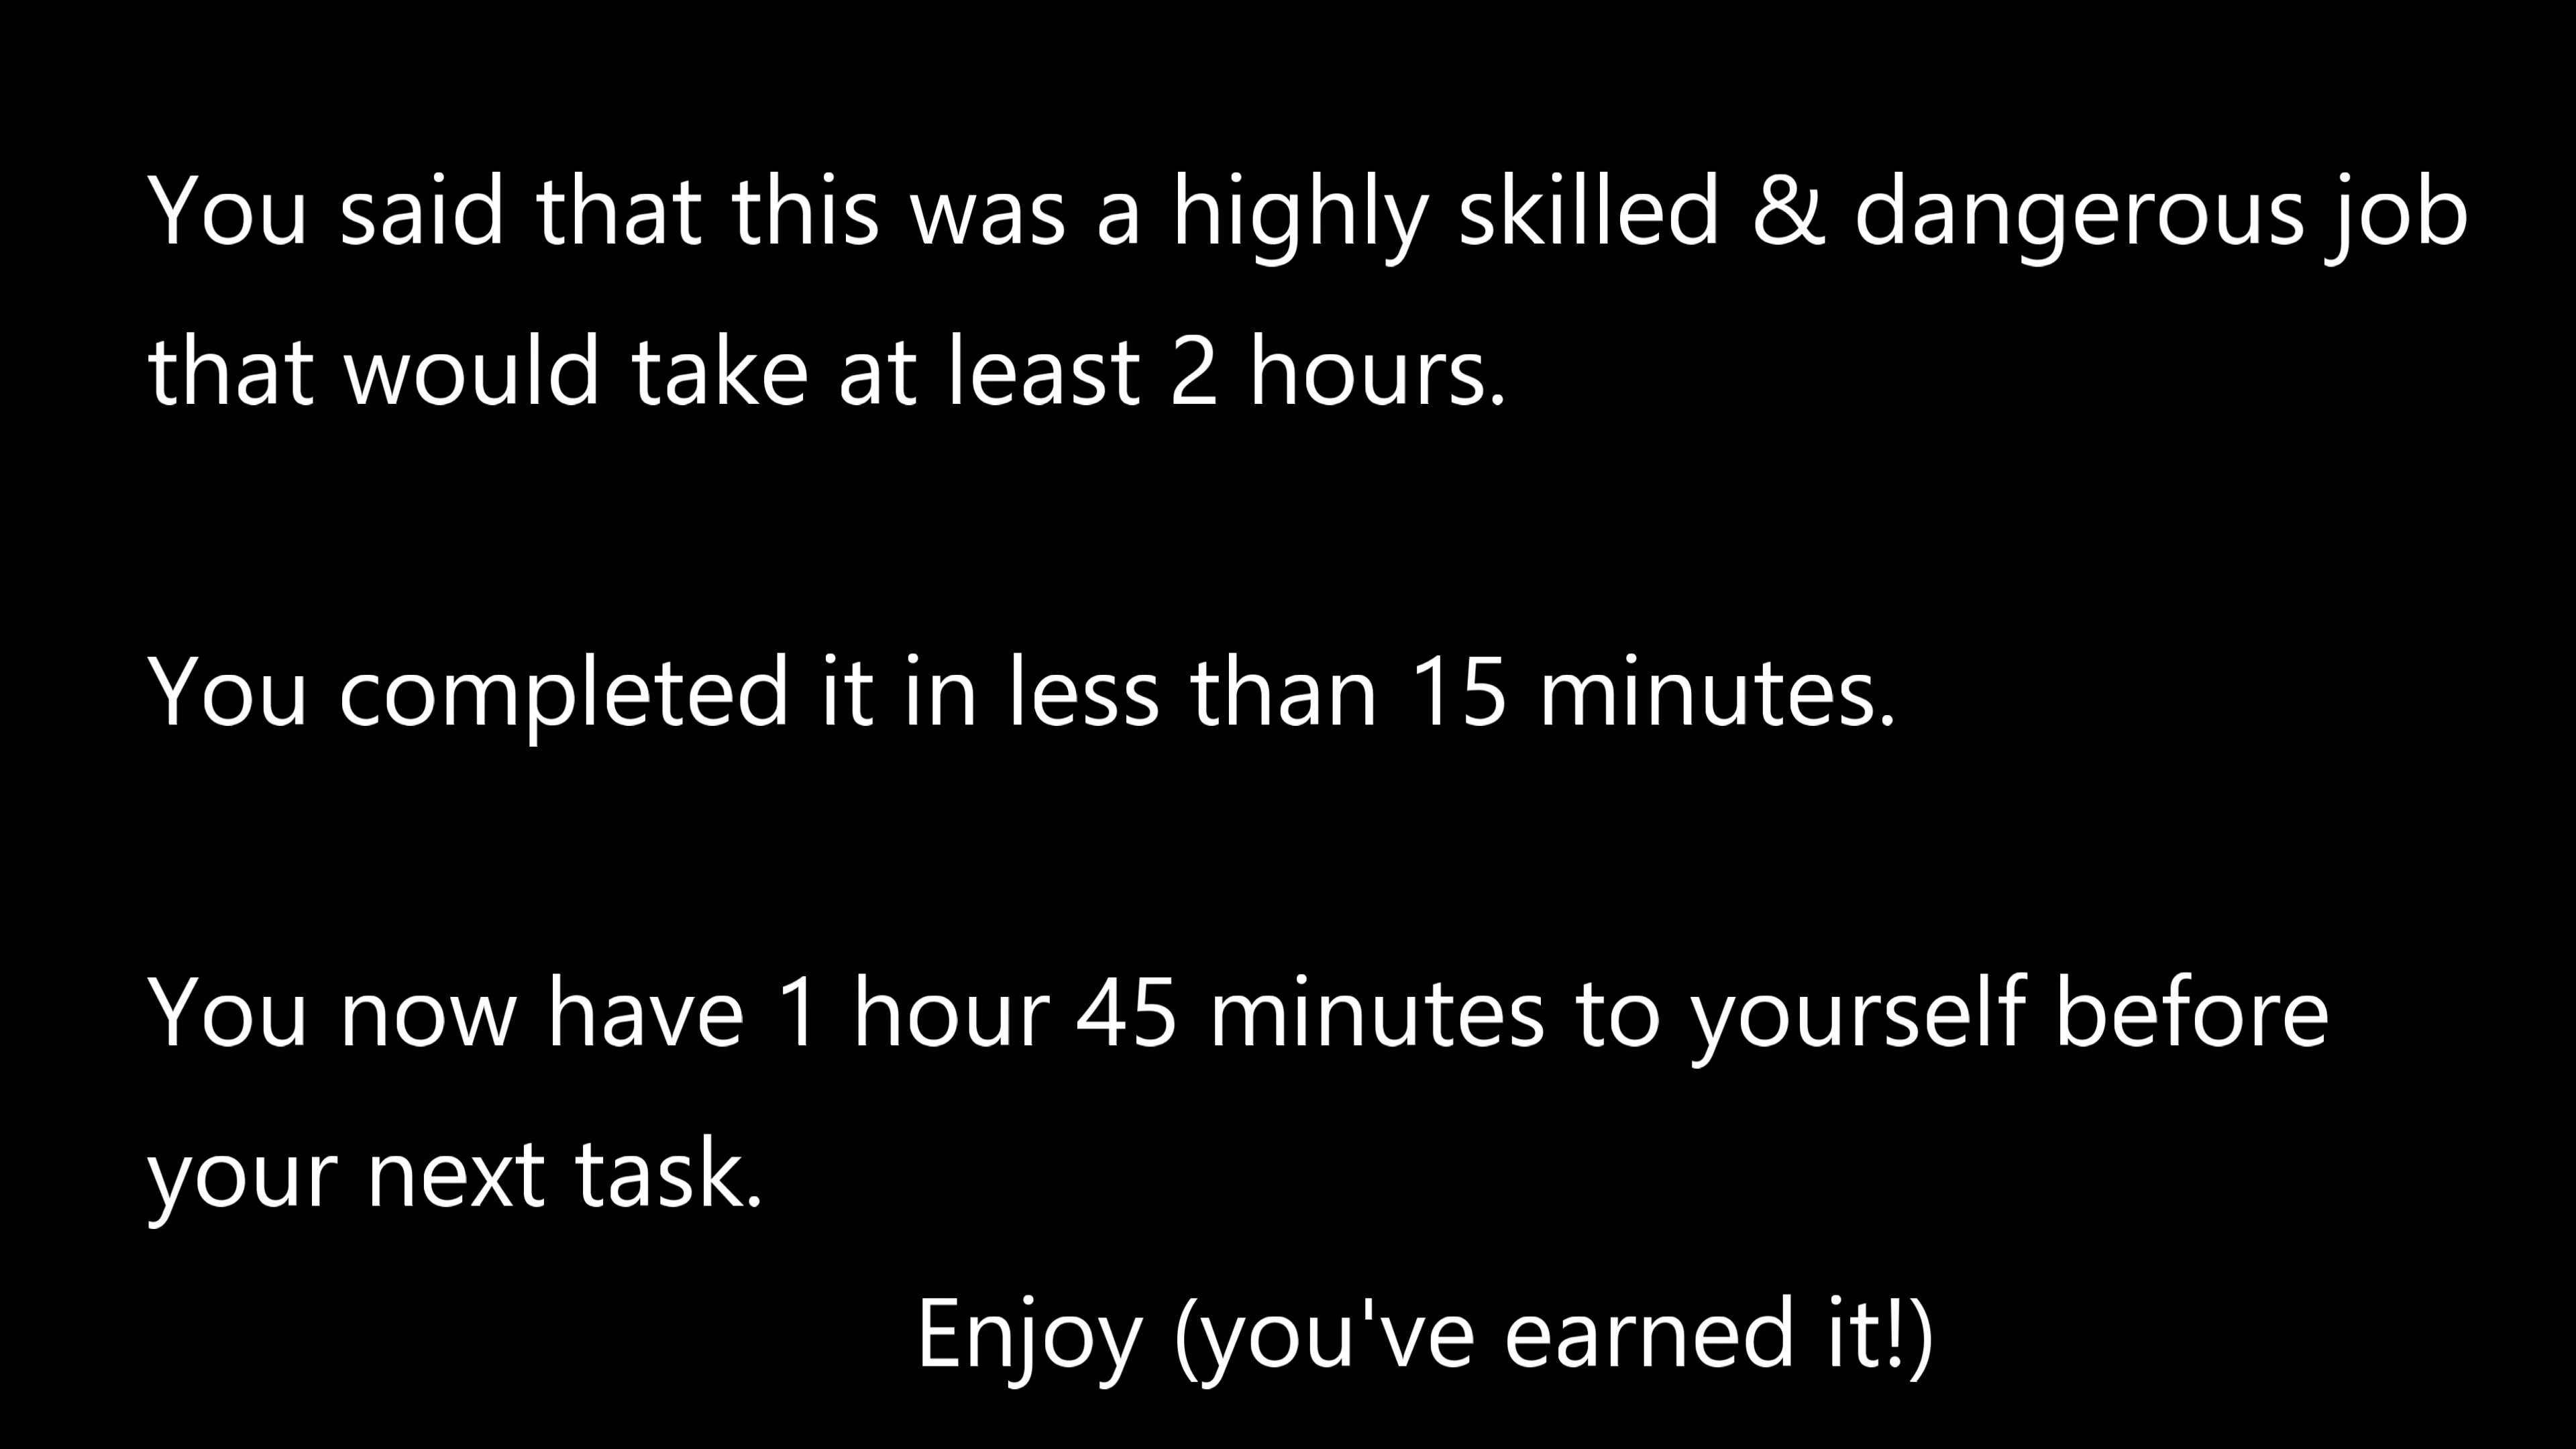 You said that this was a highly skilled & dangerous job
that would take at least 2 hours.
You completed it in less than 15 minutes.
You now have 1 hour 45 minutes to yourself before
your next task.
Enjoy (you've earned it!)